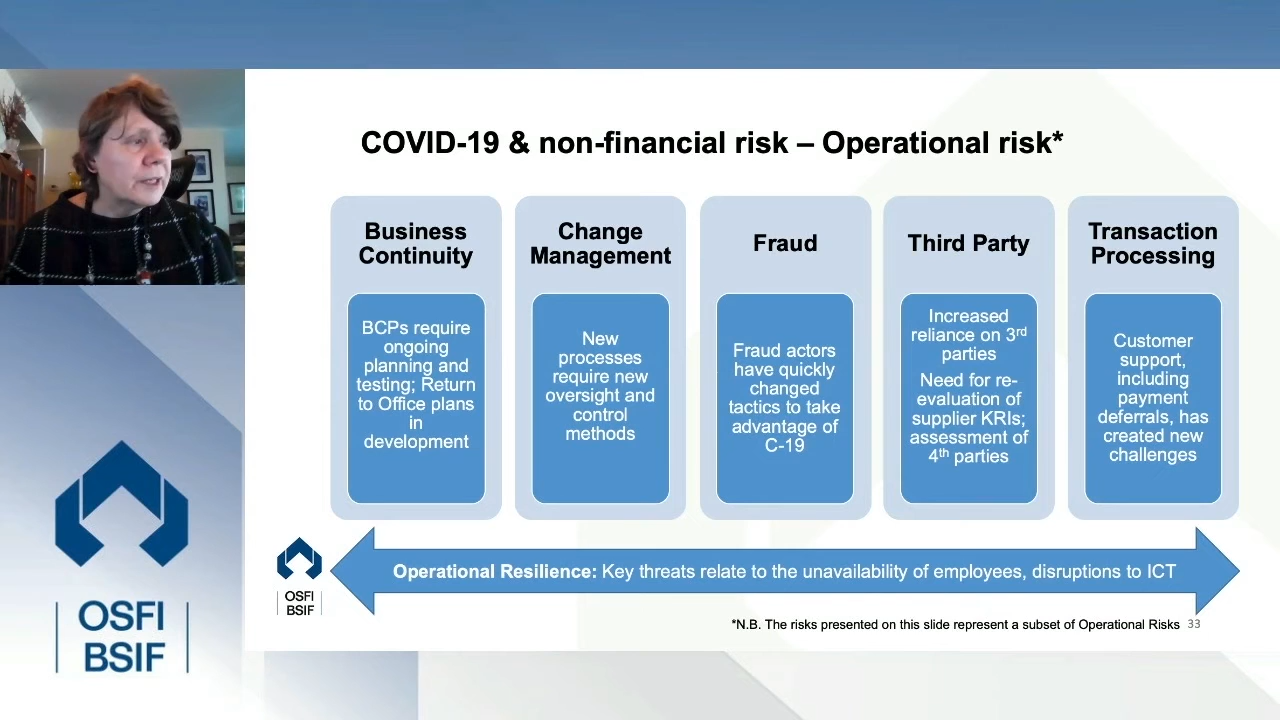 COVID-19 & non-financial risk – Operational risk*
Business
Continuity
BCPs require
ongoing
planning and
testing; Return
to Office plans
in
development
Change
Management
New
processes
require new
oversight and
control
methods
Fraud
Fraud actors
have quickly
changed
tactics to take
advantage of
C-19
Third Party
Increased
reliance on 3rd
parties
Need for re-
evaluation of
supplier KRIs;
assessment of
4th parties
Transaction
Processing
Customer
support,
including
payment
deferrals, has
created new
challenges
Operational Resilience: Key threats relate to the unavailability of employees, disruptions to ICT
OSFI
BSIF
*N.B. The risks presented on this slide represent a subset of Operational Risks 33
OSFI
BSIF